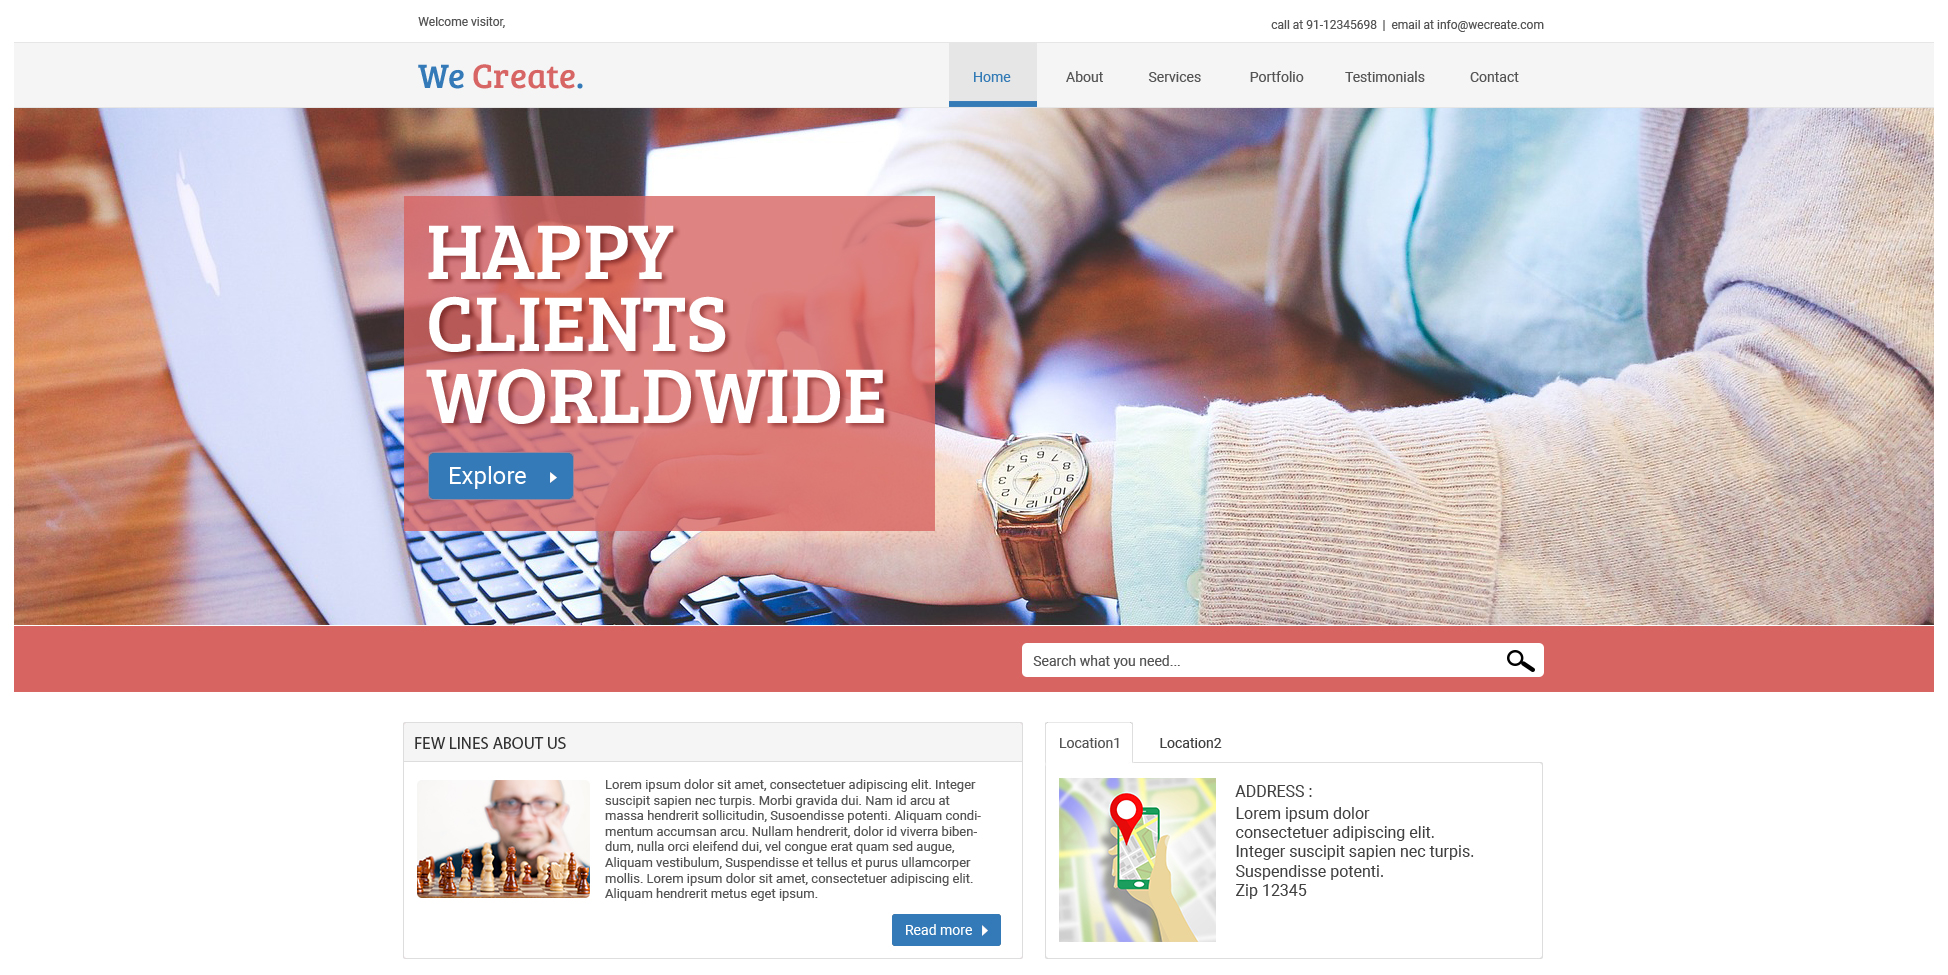 Welcome visitor,
call at 91-12345698 | email at info@wecreate.com
We Create.
Home
About
Services
Portfolio
Testimonials
Contact
HAPPY
CLIENTS
WORLDWIDE
Explore
Search what you need...
FEW LINES ABOUT US
Lorem ipsum dolor sit amet, consectetuer adipiscing elit. Integer
suscipit sapien nec turpis. Morbi gravida dui. Nam id arcu at
massa hendrerit sollicitudin, Susoendisse potenti. Aliquam condi-
mentum accumsan arcu. Nullam hendrerit, dolor id viverra biben-
dum, nulla orci eleifend dui, vel congue erat quam sed augue,
Aliquam vestibulum, Suspendisse et tellus et purus ullamcorper
mollis. Lorem ipsum dolor sit amet, consectetuer adipiscing elit.
Aliquam hendrerit metus eget ipsum.
Read more
Location1
Location2
ADDRESS :
Lorem ipsum dolor
consectetuer adipiscing elit.
Integer suscipit sapien nec turpis.
Suspendisse potenti.
Zip 12345